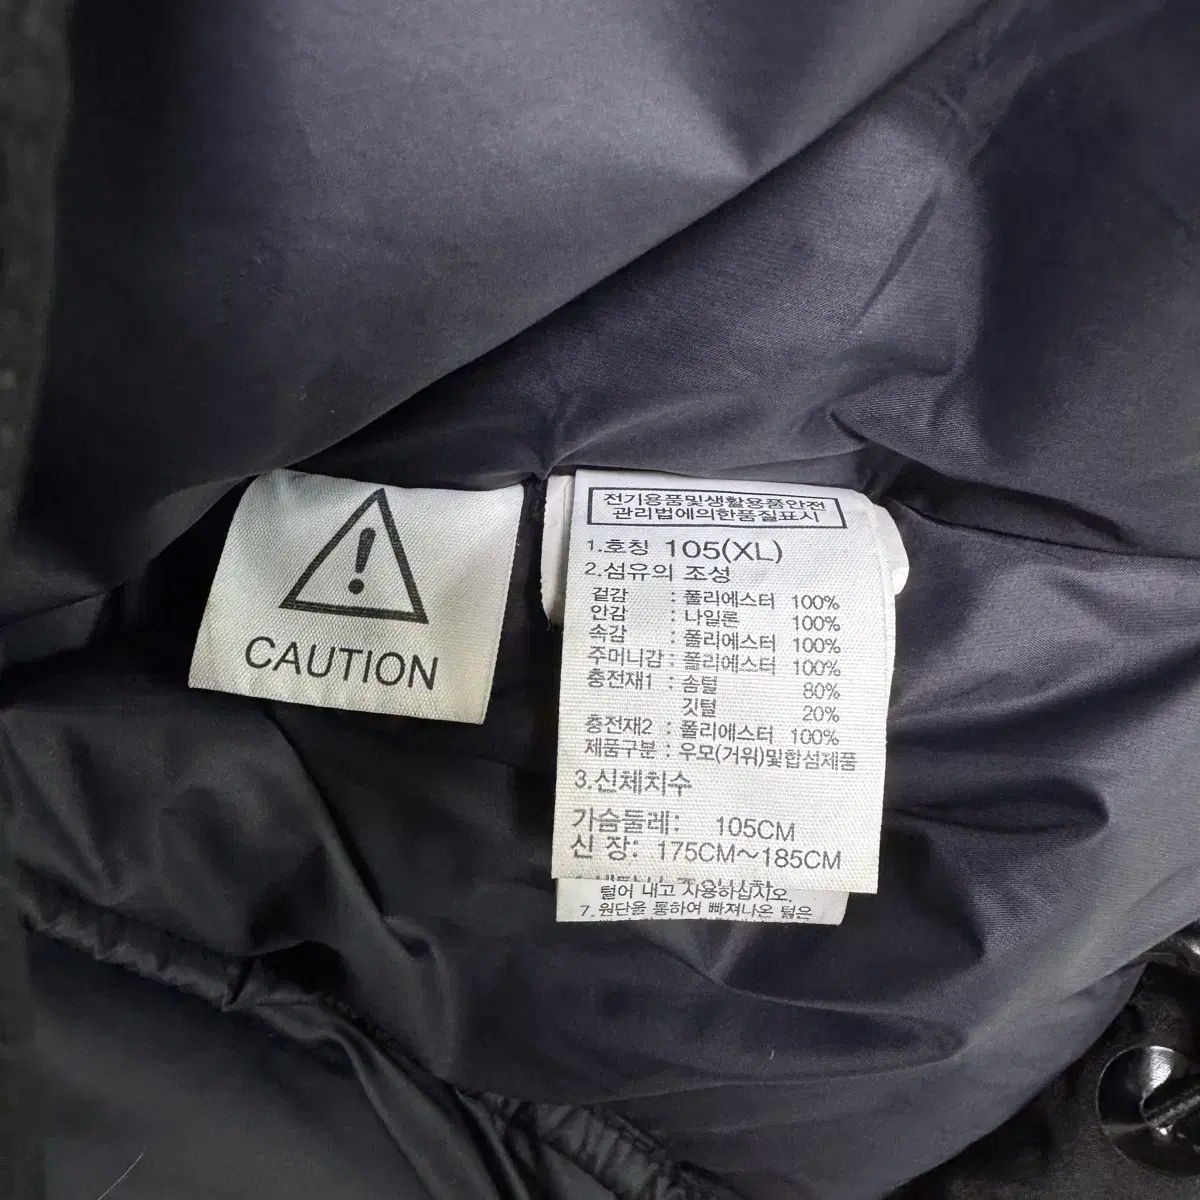 CAUTION
전기용품및생활용품안전
관리법에의한품질표시
1.호칭 105(XL)
2.섬유의 조성
겉감 : 폴리에스터 100%
안감 : 나일론 100%
속감 : 폴리에스터 100%
주머니감 : 폴리에스터 100%
충전재1 : 솜털 80%
깃털 20%
충전재2 : 폴리에스터 100%
제품구분 : 우모(거위)및합섬제품
3.신체치수
가슴둘레: 105CM
신 장: 175CM~185CM
털어 내고 사용하십시오.
7.원단을 통하여 빠져나온 털은